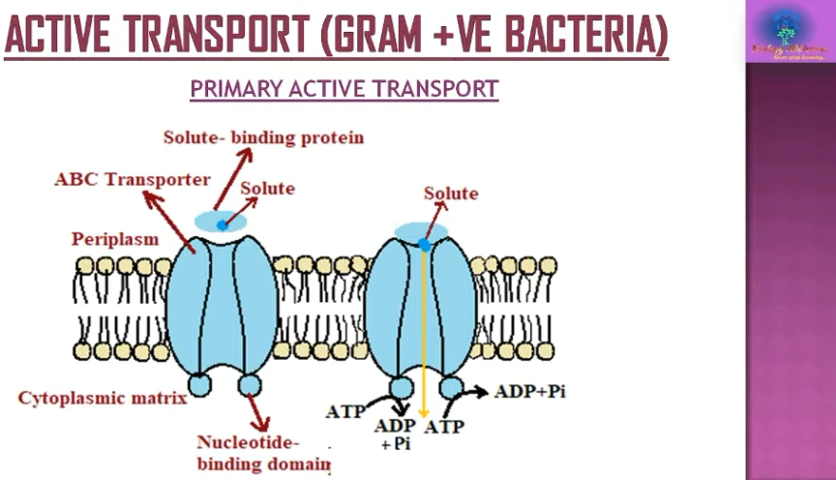 ACTIVE TRANSPORT (GRAM +VE BACTERIA)
PRIMARY ACTIVE TRANSPORT
Solute- binding protein
ABC Transporter
Solute
Solute
Periplasm
Cytoplasmic matrix
ATP
ADP
+Pi
ATP
ADP+Pi
Nucleotide-
binding domain